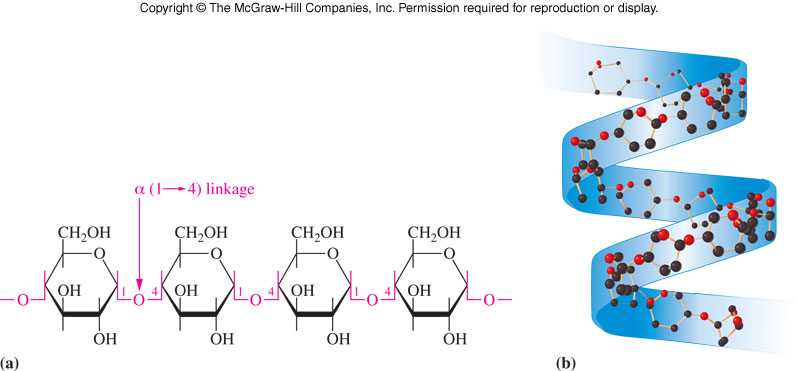 Copyright © The McGraw-Hill Companies, Inc. Permission required for reproduction or display.
α (1⟶4) linkage
CH₂OH CH₂OH CH₂OH CH₂OH
O O O O
OH 1 4 OH 1 4 OH 1 4 OH
O O O O O
OH OH OH OH
(a) (b)